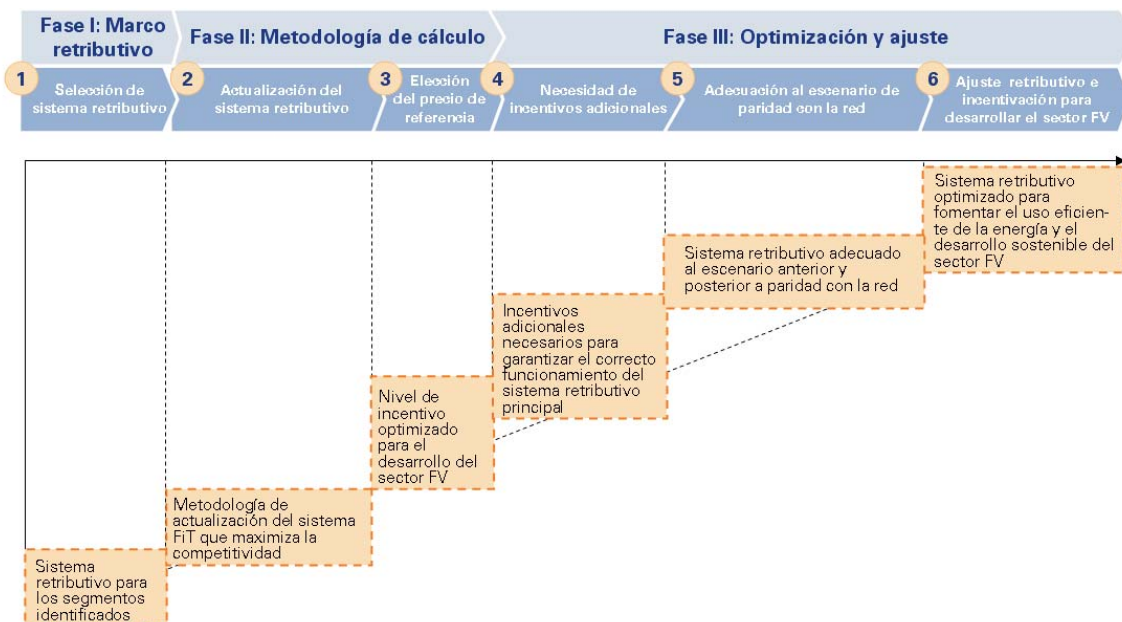 Fase I: Marco
retributivo
Fase II: Metodología de cálculo
Fase III: Optimización y ajuste
1
Selección de
sistema retributivo
2
Actualización del
sistema retributivo
3
Elección
del precio de
referencia
4
Necesidad de
incentivos adicionales
5
Adecuación al escenario de
paridad con la red
6
Ajuste retributivo e
incentivación para
desarrollar el sector FV
Sistema retributivo
optimizado para
fomentar el uso eficien-
te de la energía y el
desarrollo sostenible del
sector FV
Sistema retributivo adecuado
al escenario anterior y
posterior a paridad con la red
Incentivos
adicionales
necesarios para
garantizar el correcto
funcionamiento del
sistema retributivo
principal
Nivel de
incentivo
optimizado
para el
desarrollo del
sector FV
Metodología de
actualización del sistema
FiT que maximiza la
competitividad
Sistema
retributivo para
los segmentos
identificados